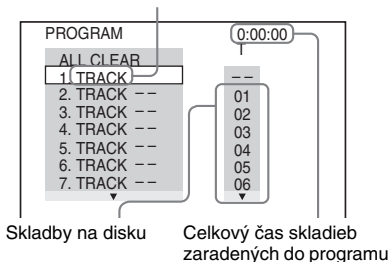 PROGRAM 0:00:00
ALL CLEAR
1. TRACK – –
2. TRACK – – 01
3. TRACK – – 02
4. TRACK – – 03
5. TRACK – – 04
6. TRACK – – 05
7. TRACK – – 06
Skladby na disku
Celkový čas skladieb
zaradených do programu